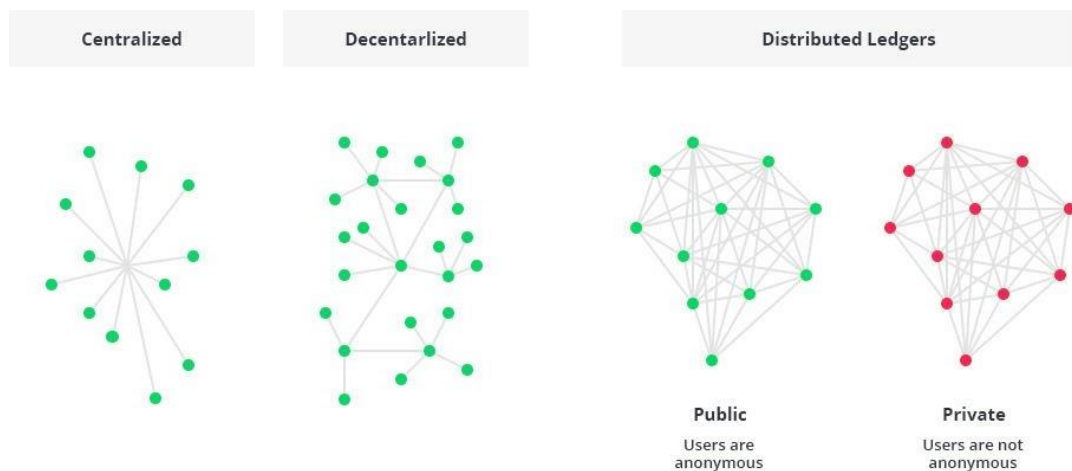 Centralized
Decentarlized
Distributed Ledgers
Public
Users are
anonymous
Private
Users are not
anonymous